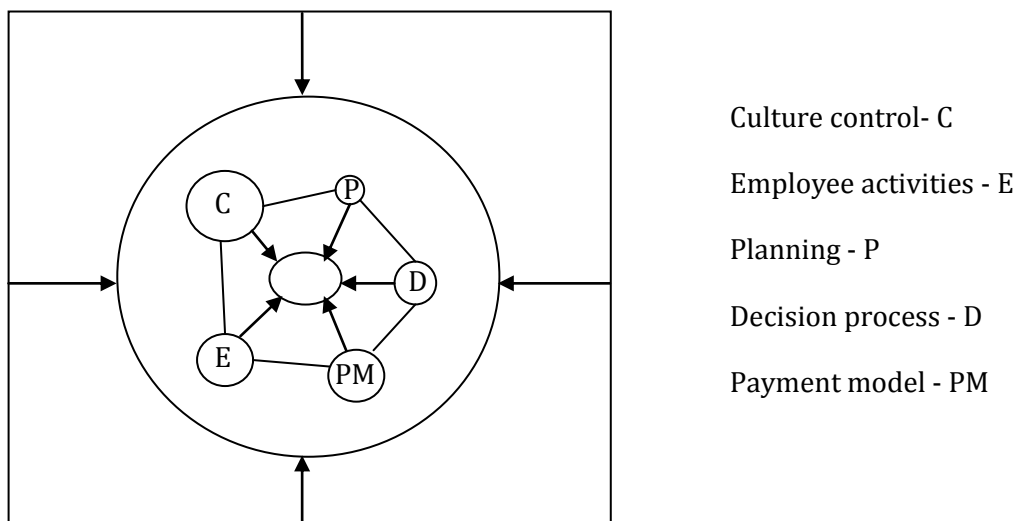 C
P
D
E
PM
Culture control- C
Employee activities - E
Planning - P
Decision process - D
Payment model - PM